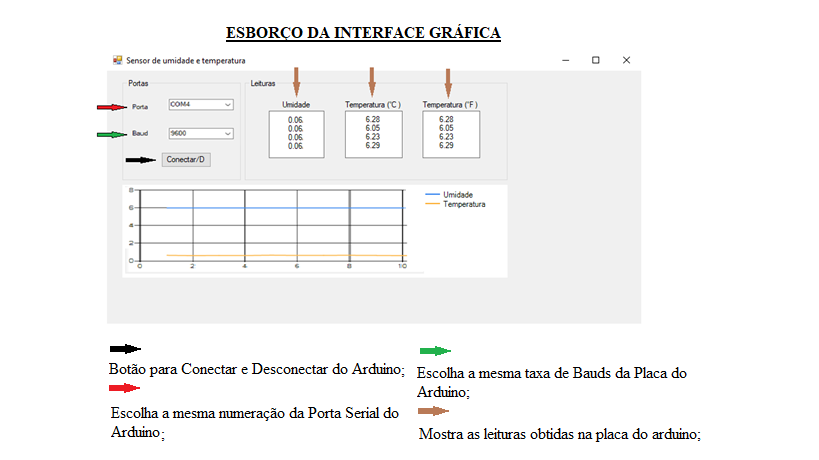 ESBORÇO DA INTERFACE GRÁFICA
Sensor de umidade e temperatura
Portas
Porta
COM4
Baud
9600
Conectar/D
Leituras
Umidade
0.06.
0.06.
0.06.
0.06.
Temperatura (°C )
6.28
6.05
6.23
6.29
Temperatura (°F )
6.28
6.05
6.23
6.29
8
6
4
2
0
0 2 4 6 8 10
Umidade
Temperatura
Botão para Conectar e Desconectar do Arduino;
Escolha a mesma numeração da Porta Serial do
Arduino;
Escolha a mesma taxa de Bauds da Placa do
Arduino;
Mostra as leituras obtidas na placa do arduino;